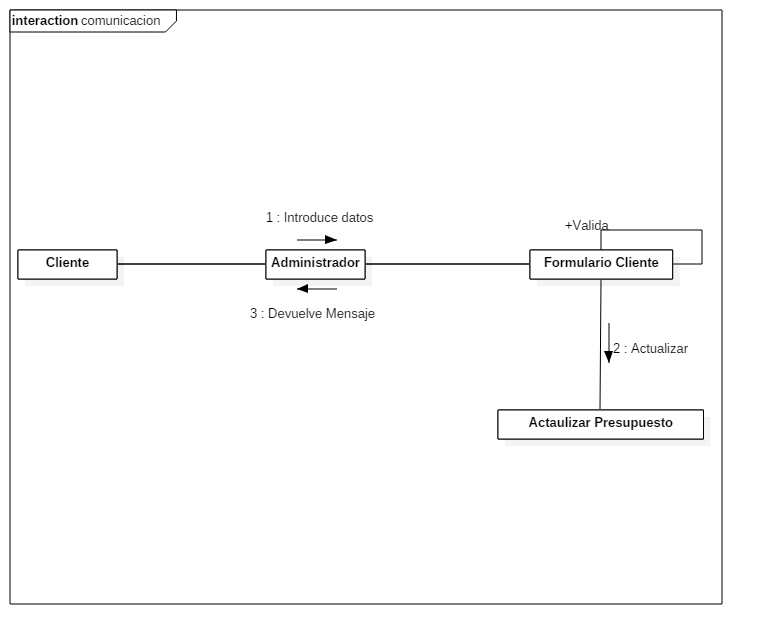 interaction comunicacion
1 : Introduce datos
+Valida
Cliente
Administrador
Formulario Cliente
3 : Devuelve Mensaje
2 : Actualizar
Actaulizar Presupuesto